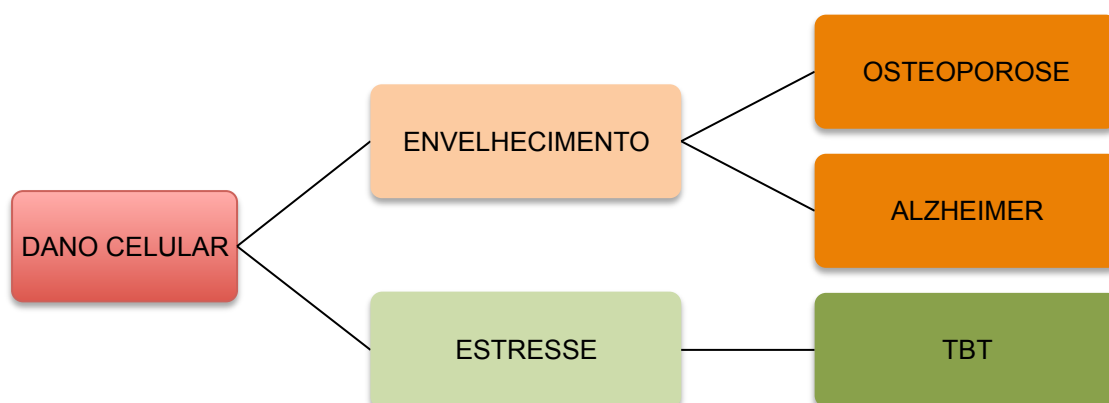 OSTEOPOROSE
ENVELHECIMENTO
ALZHEIMER
DANO CELULAR
ESTRESSE
TBT